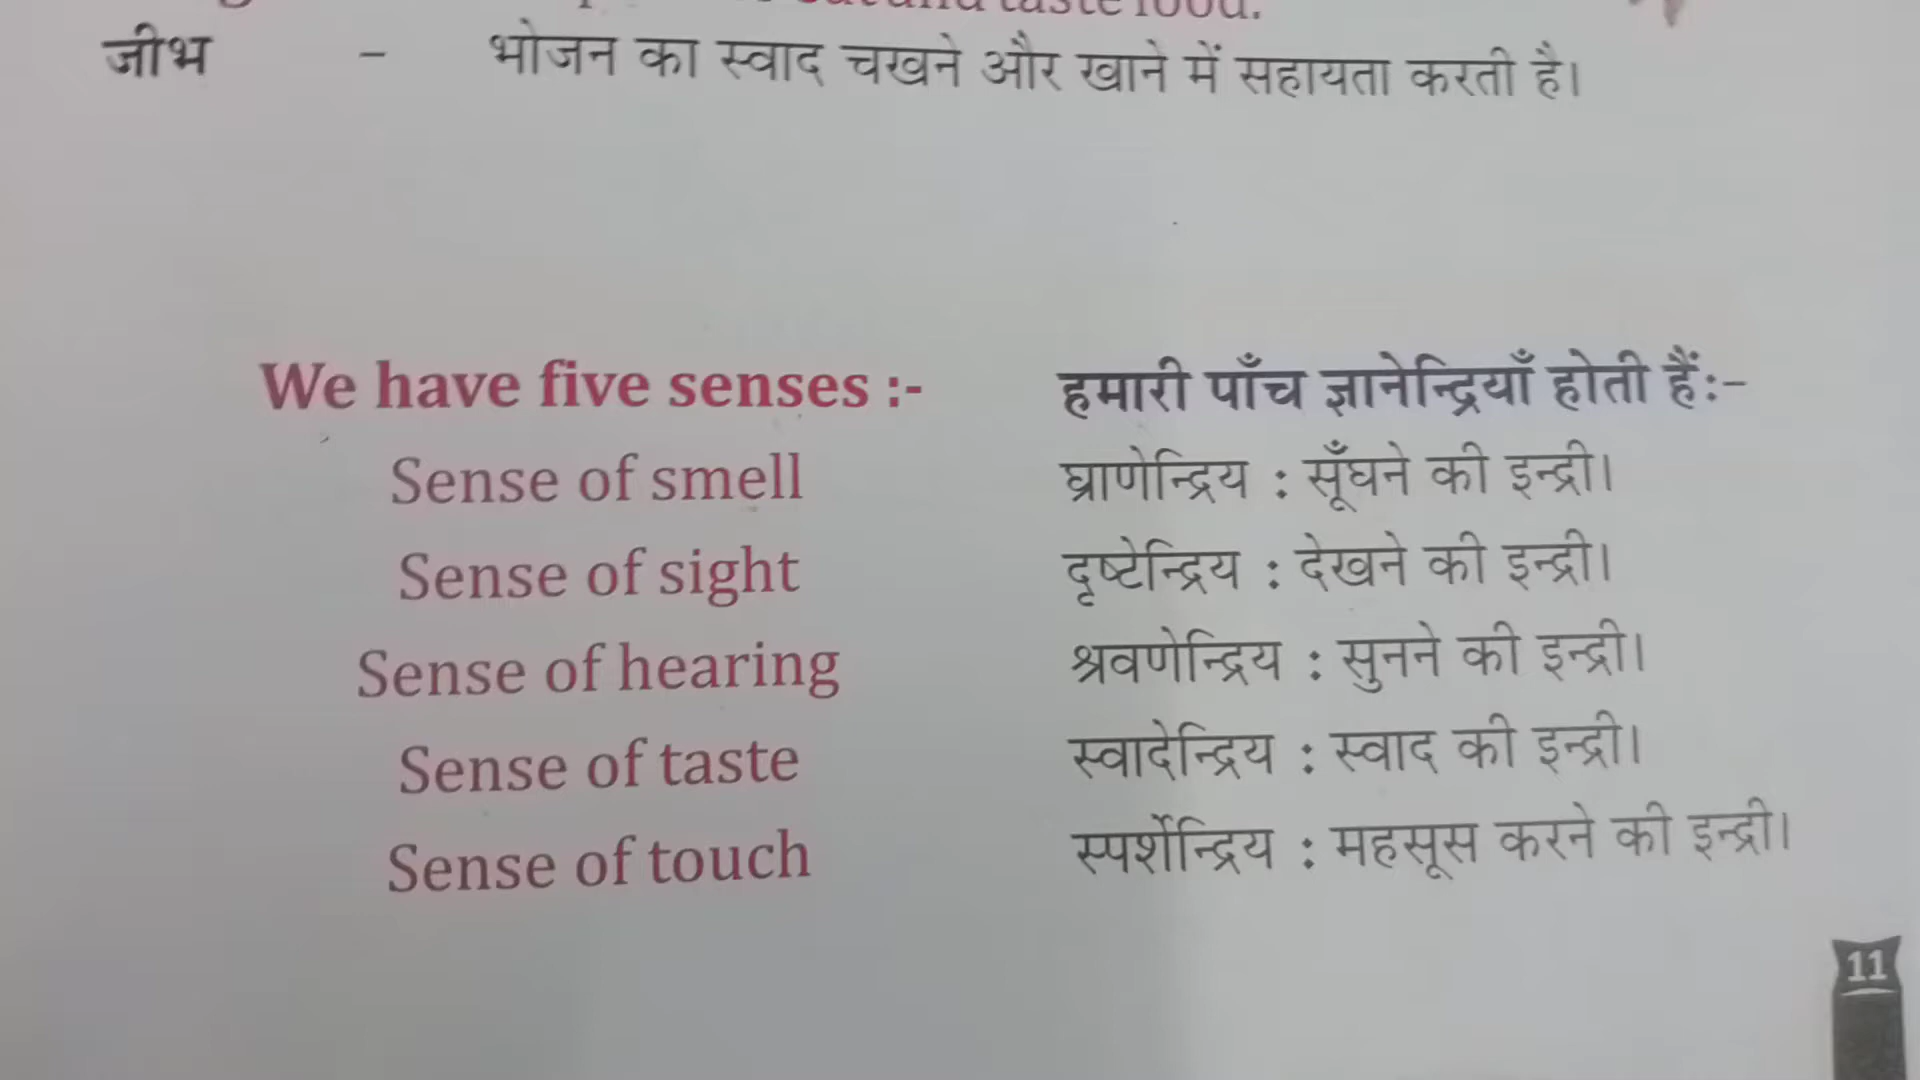 taste food.
जीभ - भोजन का स्वाद चखने और खाने में सहायता करती है।
We have five senses :-
Sense of smell
Sense of sight
Sense of hearing
Sense of taste
Sense of touch
हमारी पाँच ज्ञानेन्द्रियाँ होती हैं:-
घ्राणेन्द्रिय : सूँघने की इन्द्री।
दृष्टेन्द्रिय : देखने की इन्द्री।
श्रवणेन्द्रिय : सुनने की इन्द्री।
स्वादेन्द्रिय : स्वाद की इन्द्री।
स्पर्शेन्द्रिय : महसूस करने की इन्द्री।
11